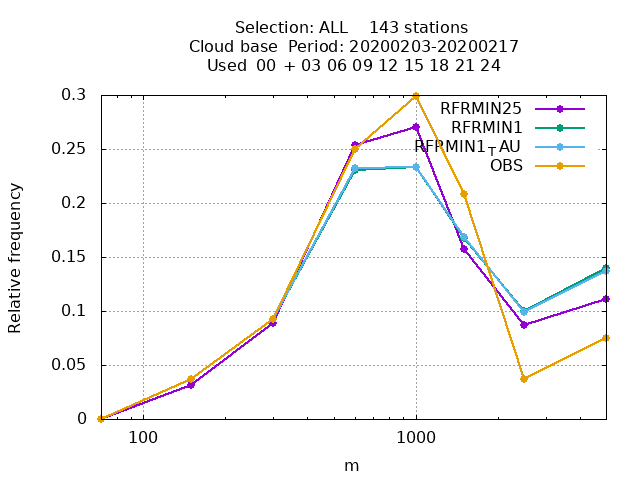 Selection: ALL 143 stations
Cloud base Period: 20200203-20200217
Used 00 + 03 06 09 12 15 18 21 24
0.3
0.25
0.2
0.15
0.1
0.05
0
Relative frequency
RFRMIN25
RFRMIN1
RFRMIN1_TAU
OBS
100
1000
m